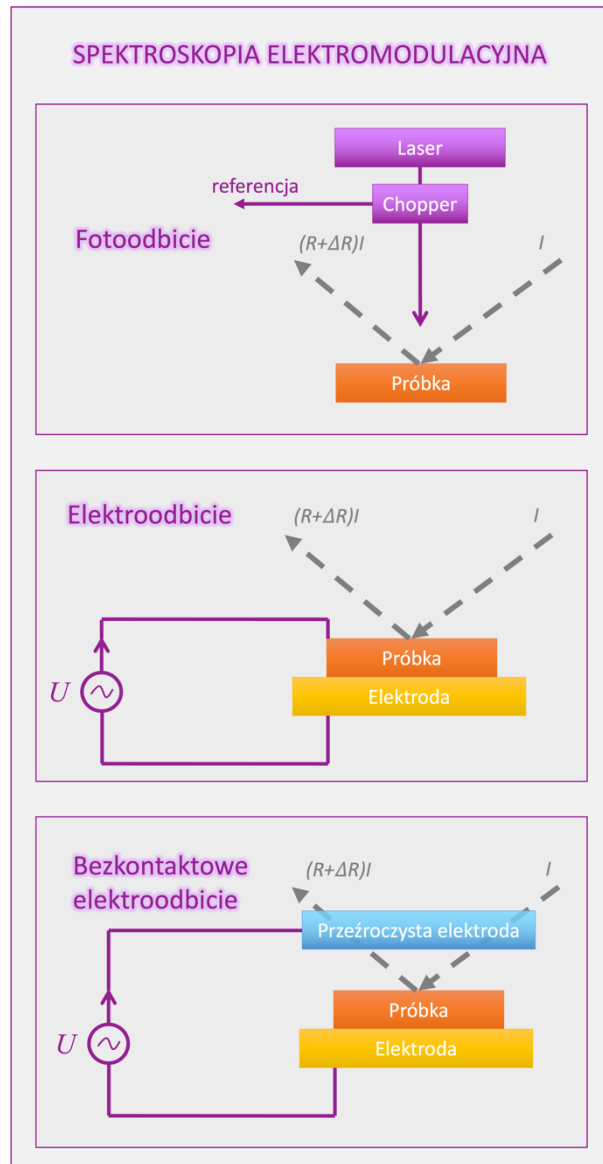 SPEKTROSKOPIA ELEKTROMODULACYJNA
Laser
referencja
Chopper
Fotoodbicie
(R+ΔR)I
I
Próbka
Elektroodbicie
(R+ΔR)I
I
Próbka
U
Elektroda
Bezkontaktowe
elektroodbicie
(R+ΔR)I
I
Przeźroczysta elektroda
Próbka
U
Elektroda